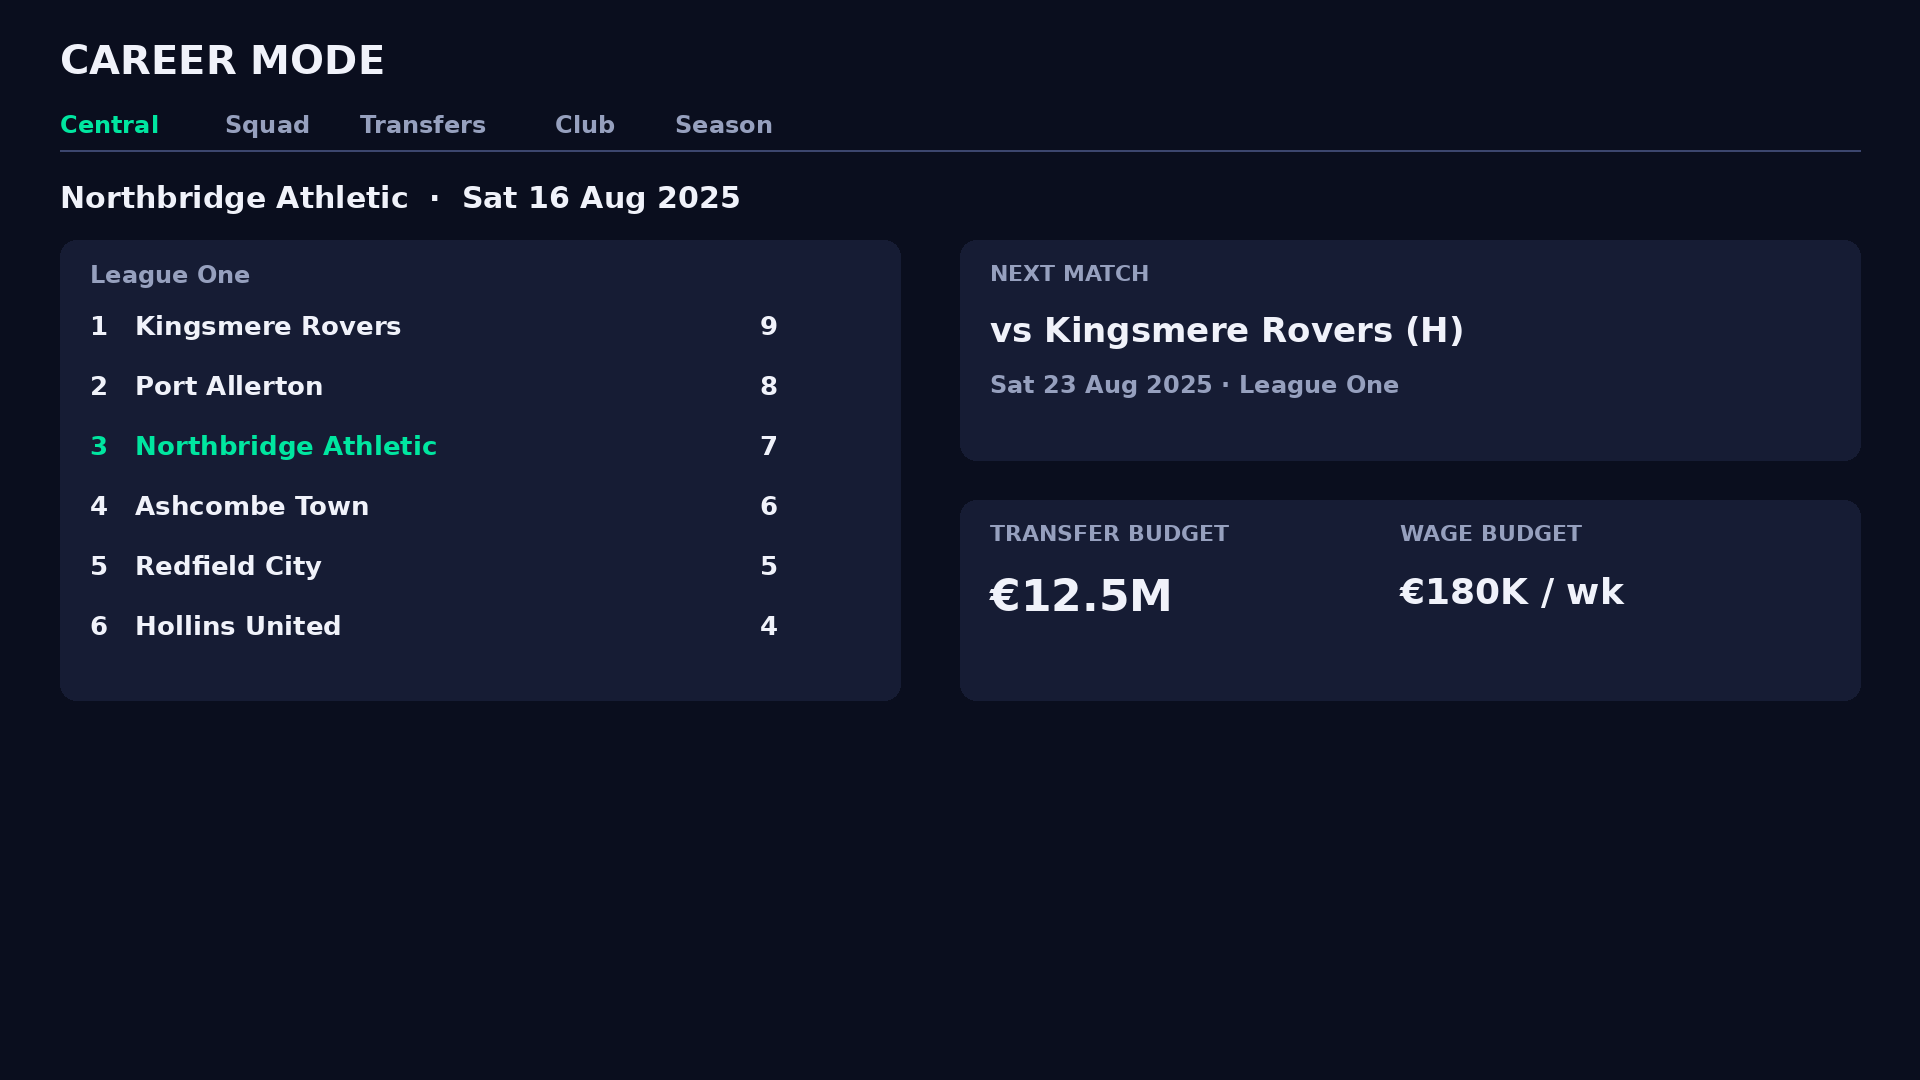 CAREER MODE
Central Squad Transfers Club Season
Northbridge Athletic · Sat 16 Aug 2025
League One
1 Kingsmere Rovers 9
2 Port Allerton 8
3 Northbridge Athletic 7
4 Ashcombe Town 6
5 Redfield City 5
6 Hollins United 4
NEXT MATCH
vs Kingsmere Rovers (H)
Sat 23 Aug 2025 · League One
TRANSFER BUDGET
€12.5M
WAGE BUDGET
€180K / wk